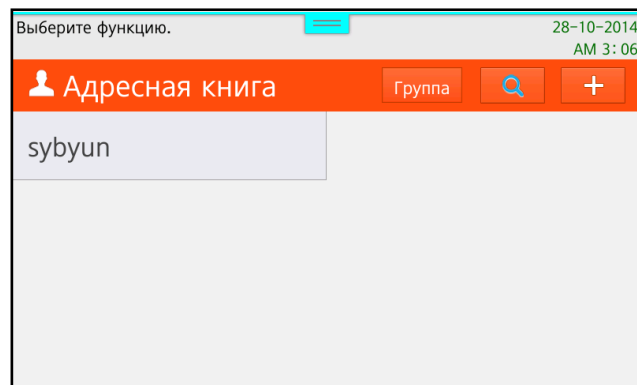 Выберите функцию.
28-10-2014
AM 3:06
Адресная книга
Группа
sybyun